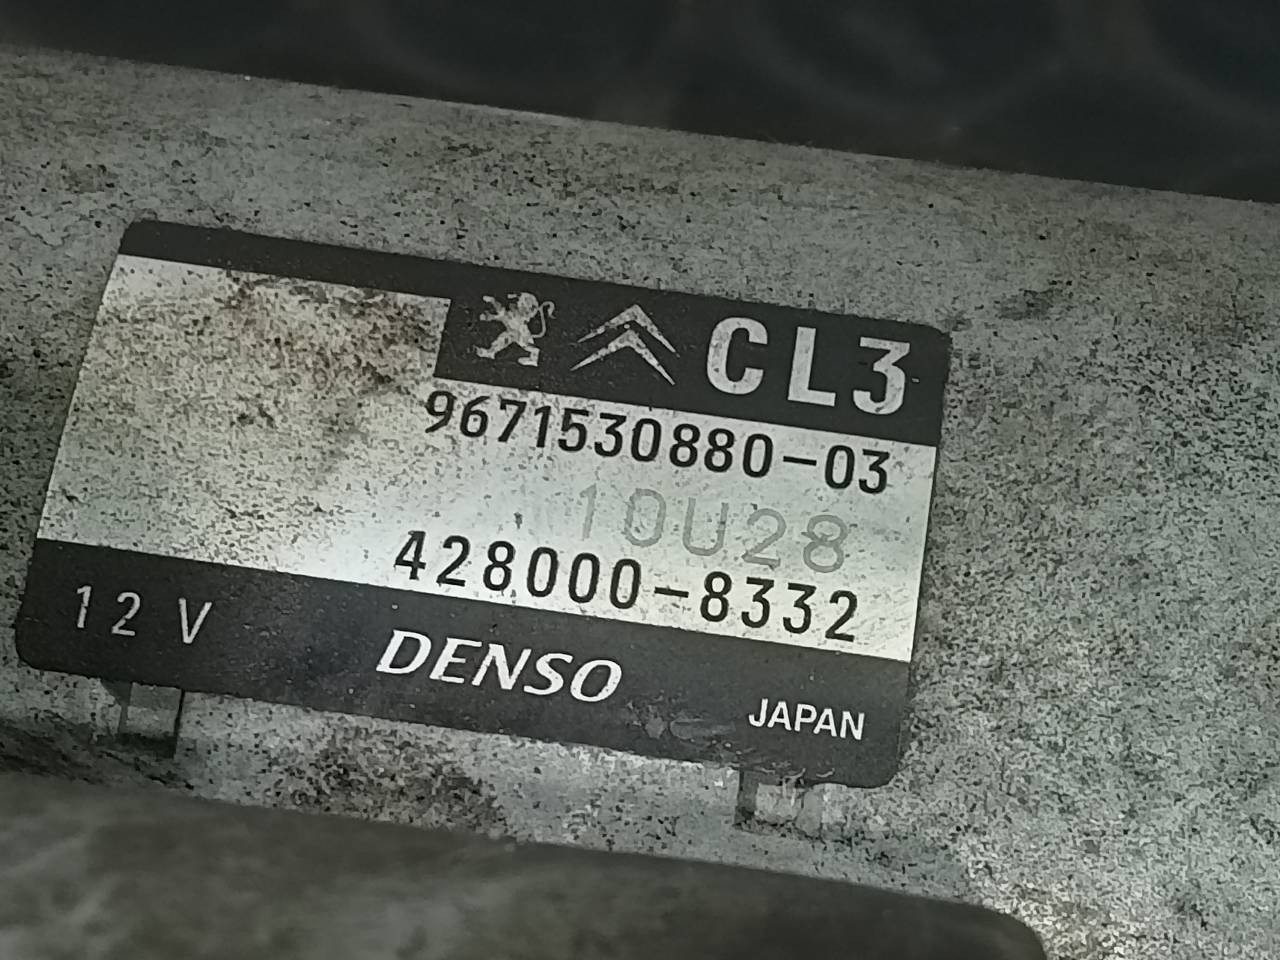 CL3
9671530880-03
10U28
428000-8332
12 V
DENSO
JAPAN